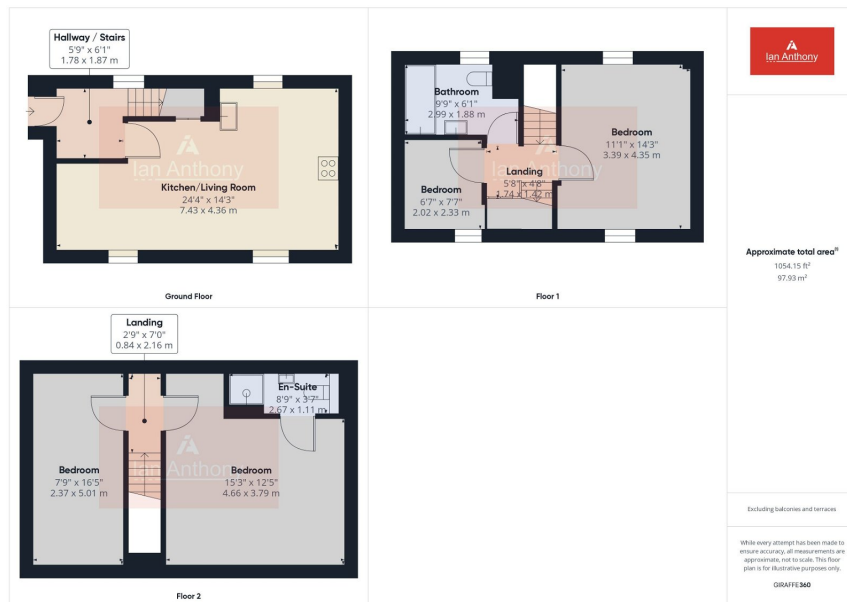 Hallway / Stairs
5'9" x 6'1"
1.78 x 1.87 m
Ian Anthony
Kitchen/Living Room
24'4" x 14'3"
7.43 x 4.36 m
Ground Floor
Bathroom
9'9" x 6'1"
2.99 x 1.88 m
Bedroom
11'1" x 14'3"
3.39 x 4.35 m
Ian Anthony
Landing
5'8" x 4'8"
1.74 x 1.42 m
Bedroom
6'7" x 7'7"
2.02 x 2.33 m
Floor 1
Landing
2'9" x 7'0"
0.84 x 2.16 m
En-Suite
8'9" x 3'7"
2.67 x 1.11 m
Ian Anthony
Bedroom
7'9" x 16'5"
2.37 x 5.01 m
Bedroom
15'3" x 12'5"
4.66 x 3.79 m
Floor 2
Ian Anthony
Approximate total area⁽¹⁾
1054.15 ft²
97.93 m²
Excluding balconies and terraces
While every attempt has been made to
ensure accuracy, all measurements are
approximate, not to scale. This floor
plan is for illustrative purposes only.
GIRAFFE360